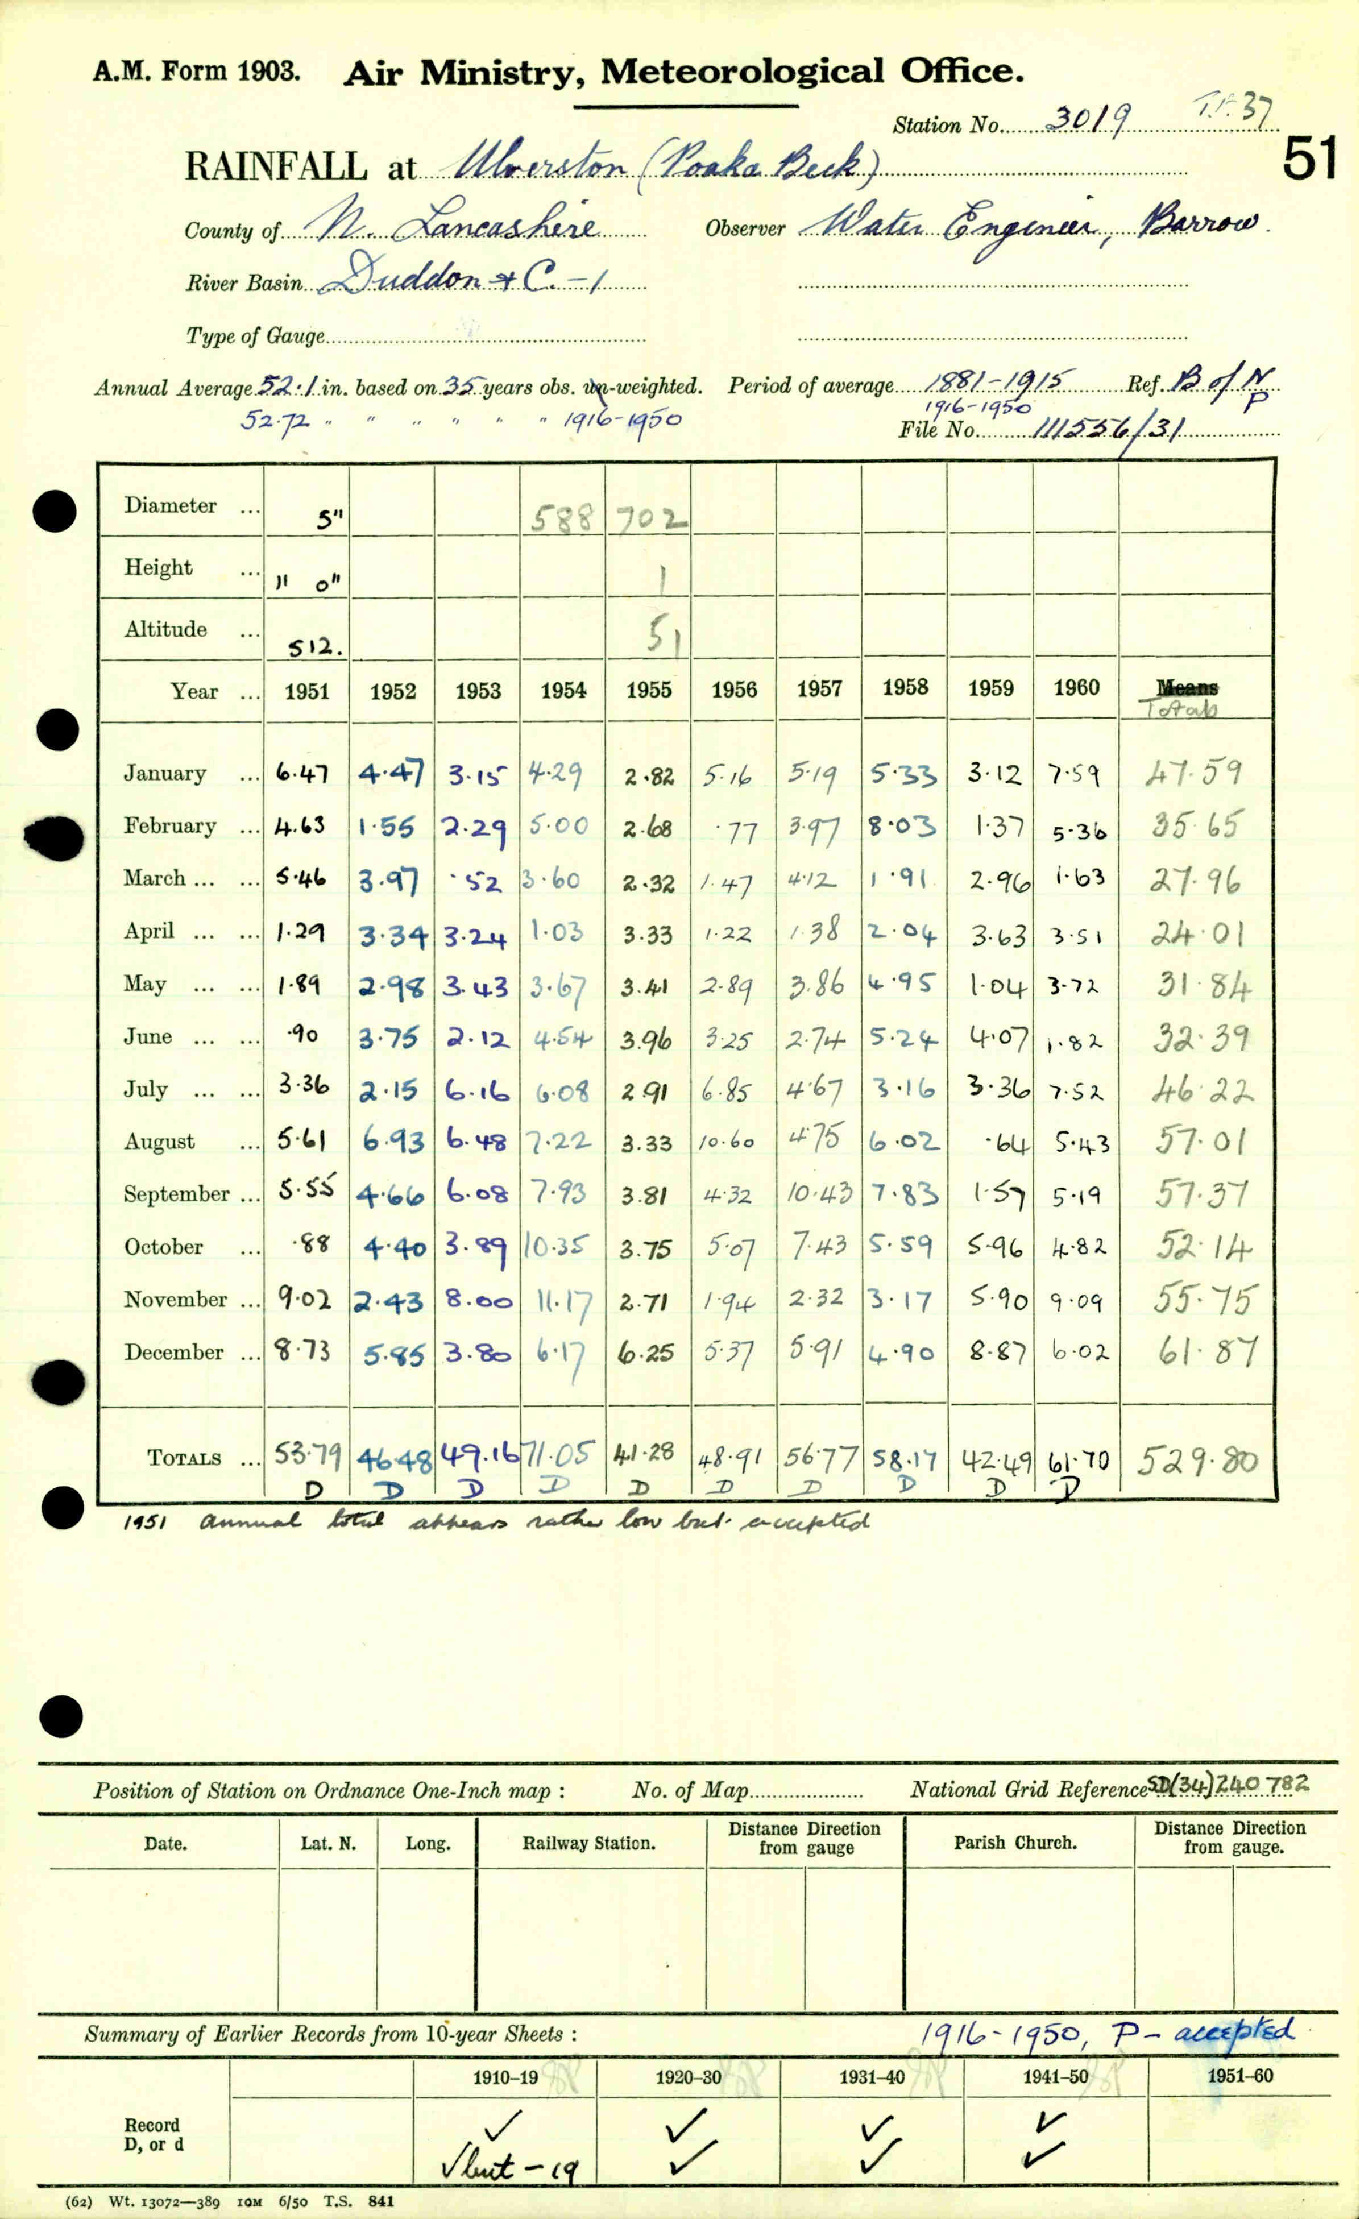 A.M. Form 1903. Air Ministry, Meteorological Office.
Station No. 3019
51
RAINFALL at Ulverston (Poaka Beck)
County of N. Lancashire Observer Water Engineer, Barrow
River Basin Duddon & C. - 1
Type of Gauge
Annual Average 52.1 in. based on 35 years obs. un-weighted. Period of average 1881-1915 Ref. B of N P
52.72 " " " " " " 1916-1950 1916-1950
File No. 111556/31
Diameter ... 5" 588 702
Height ... 11 0" 1
Altitude ... 512. 51
Year ... 1951 1952 1953 1954 1955 1956 1957 1958 1959 1960 Means
Totals
January ... 6.47 4.47 3.15 4.29 2.82 5.16 5.19 5.33 3.12 7.59 47.59
February ... 4.63 1.55 2.29 5.00 2.68 .77 3.97 8.03 1.37 5.36 35.65
March ... ... 5.46 3.97 .52 3.60 2.32 1.47 4.12 1.91 2.96 1.63 27.96
April ... ... 1.29 3.34 3.24 1.03 3.33 1.22 1.38 2.04 3.63 3.51 24.01
May ... ... 1.89 2.98 3.43 3.67 3.41 2.89 3.86 4.95 1.04 3.72 31.84
June ... ... .90 3.75 2.12 4.54 3.96 3.25 2.74 5.24 4.07 1.82 32.39
July ... ... 3.36 2.15 6.16 6.08 2.91 6.85 4.67 3.16 3.36 7.52 46.22
August ... 5.61 6.93 6.48 7.22 3.33 10.60 4.75 6.02 .64 5.43 57.01
September ... 5.55 4.66 6.08 7.93 3.81 4.32 10.43 7.83 1.57 5.19 57.37
October ... .88 4.40 3.89 10.35 3.75 5.07 7.43 5.59 5.96 4.82 52.14
November ... 9.02 2.43 8.00 11.17 2.71 1.94 2.32 3.17 5.90 9.09 55.75
December ... 8.73 5.85 3.80 6.17 6.25 5.37 5.91 4.90 8.87 6.02 61.87
TOTALS ... 53.79 46.48 49.16 71.05 41.28 48.91 56.77 58.17 42.49 61.70 529.80
D D D D D D D D D D
1951 annual total appears rather low but accepted
Position of Station on Ordnance One-Inch map : No. of Map National Grid Reference SD(34)240782
Date. Lat. N. Long. Railway Station. Distance from Direction gauge Parish Church. Distance from Direction gauge.
Summary of Earlier Records from 10-year Sheets : 1916-1950, P - accepted
1910–19 1920–30 1931–40 1941–50 1951–60
Record ✓ ✓ ✓ ✓
D, or d ✓ but - 19 ✓ ✓ ✓
(62) Wt. 13072—389 10M 6/50 T.S. 841